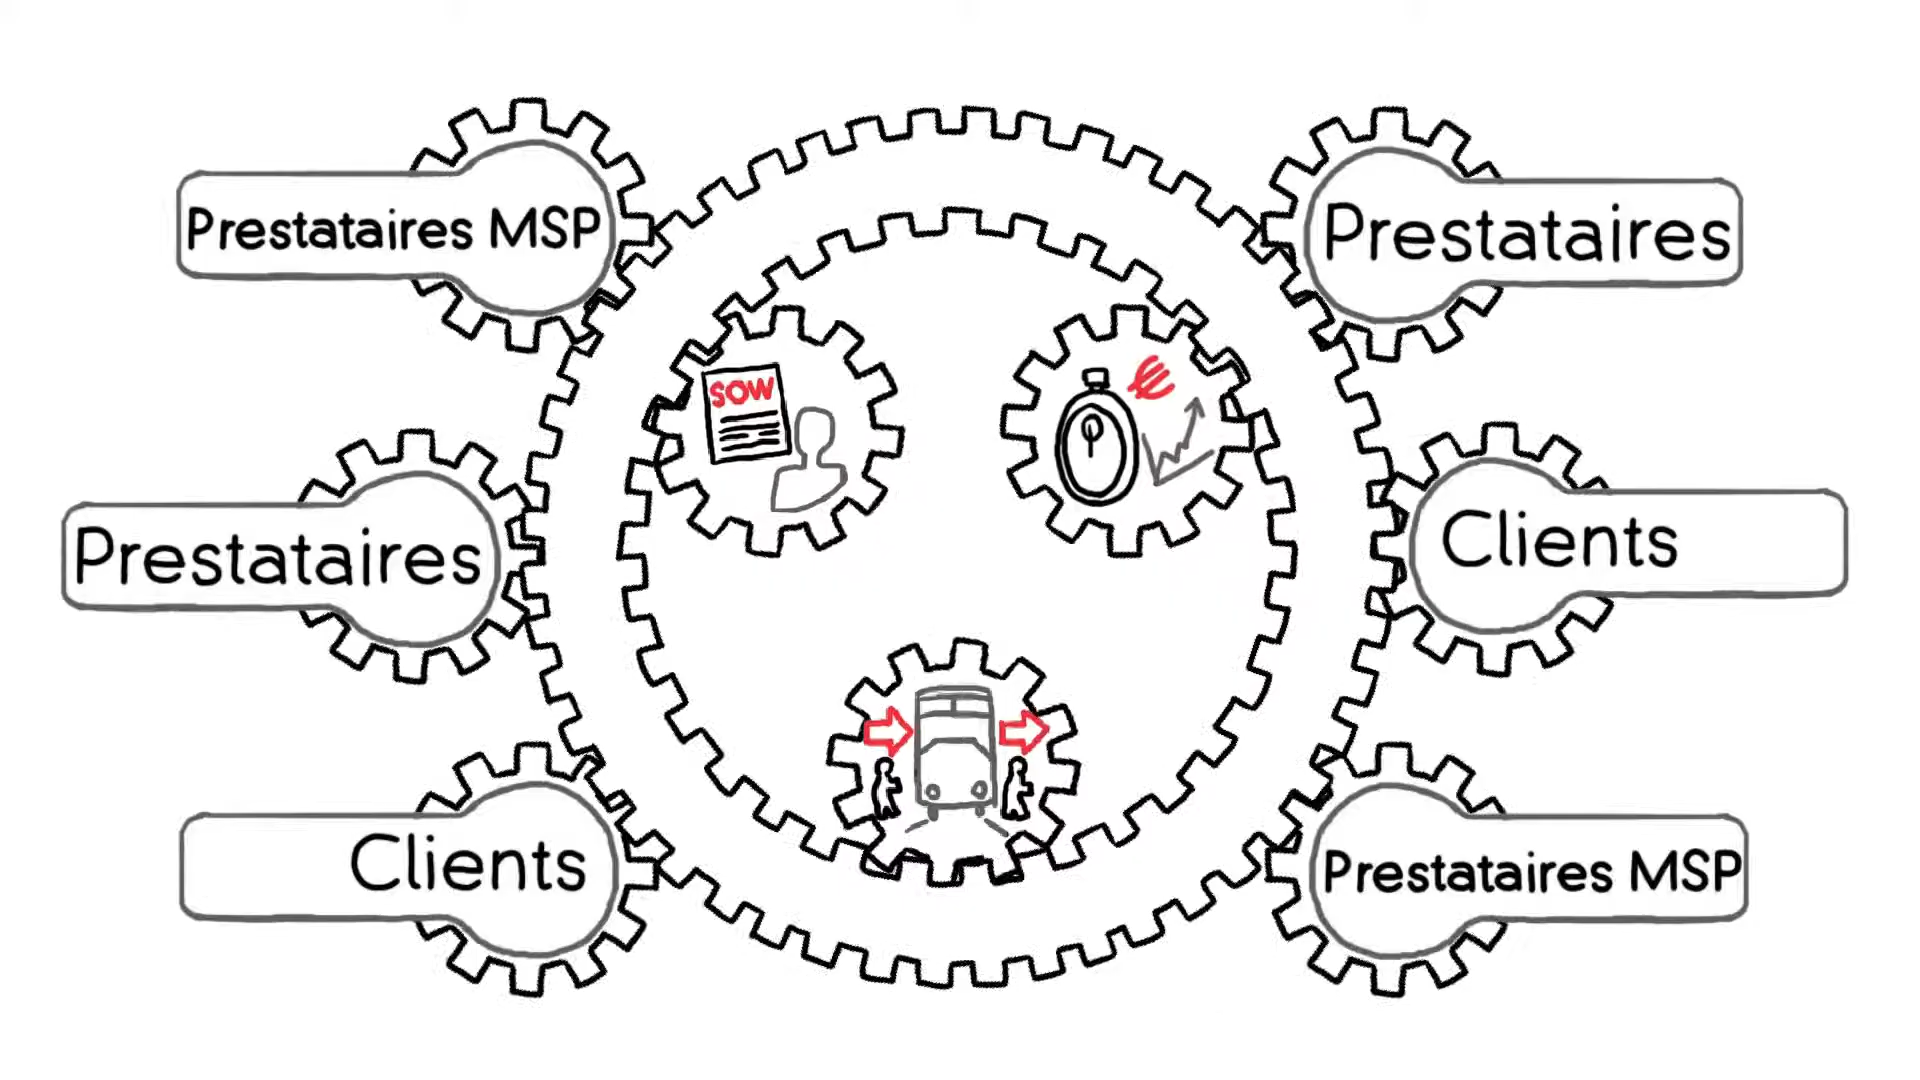 Prestataires MSP
Prestataires
SOW
€
Prestataires
Clients
Clients
Prestataires MSP